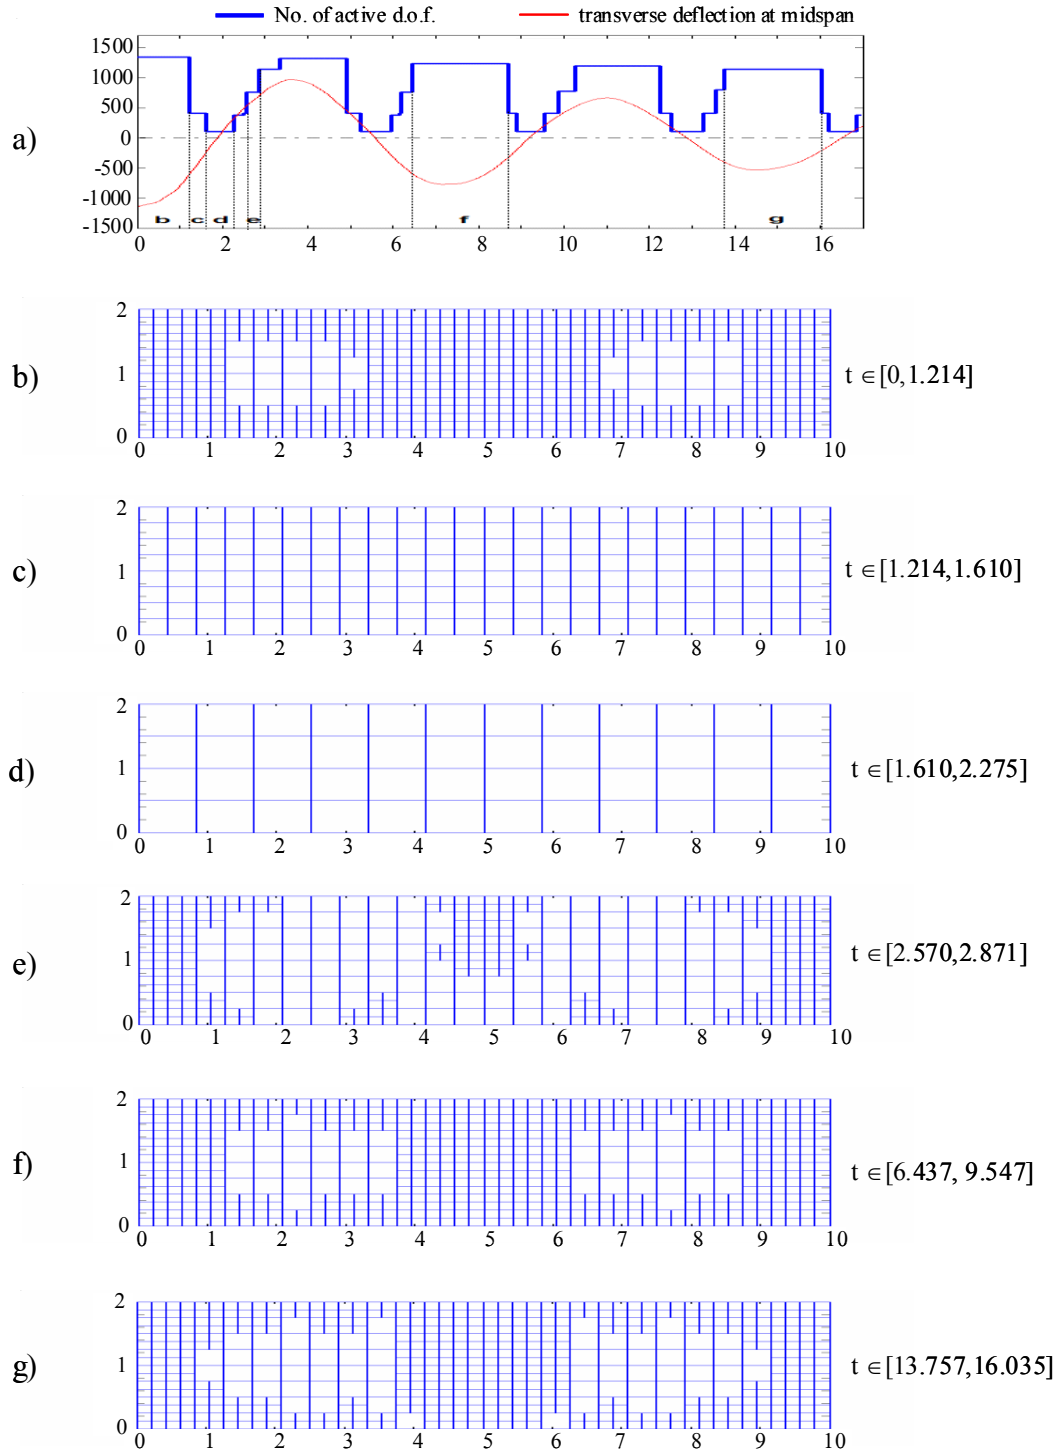 No. of active d.o.f. transverse deflection at midspan
a)
1500
1000
500
0
-500
-1000
-1500
b c d e f g
0 2 4 6 8 10 12 14 16
b)
2
1
0
t ∈[0,1.214]
0 1 2 3 4 5 6 7 8 9 10
c)
2
1
0
t ∈[1.214,1.610]
0 1 2 3 4 5 6 7 8 9 10
d)
2
1
0
t ∈[1.610,2.275]
0 1 2 3 4 5 6 7 8 9 10
e)
2
1
0
t ∈[2.570,2.871]
0 1 2 3 4 5 6 7 8 9 10
f)
2
1
0
t ∈[6.437, 9.547]
0 1 2 3 4 5 6 7 8 9 10
g)
2
1
0
t ∈[13.757,16.035]
0 1 2 3 4 5 6 7 8 9 10